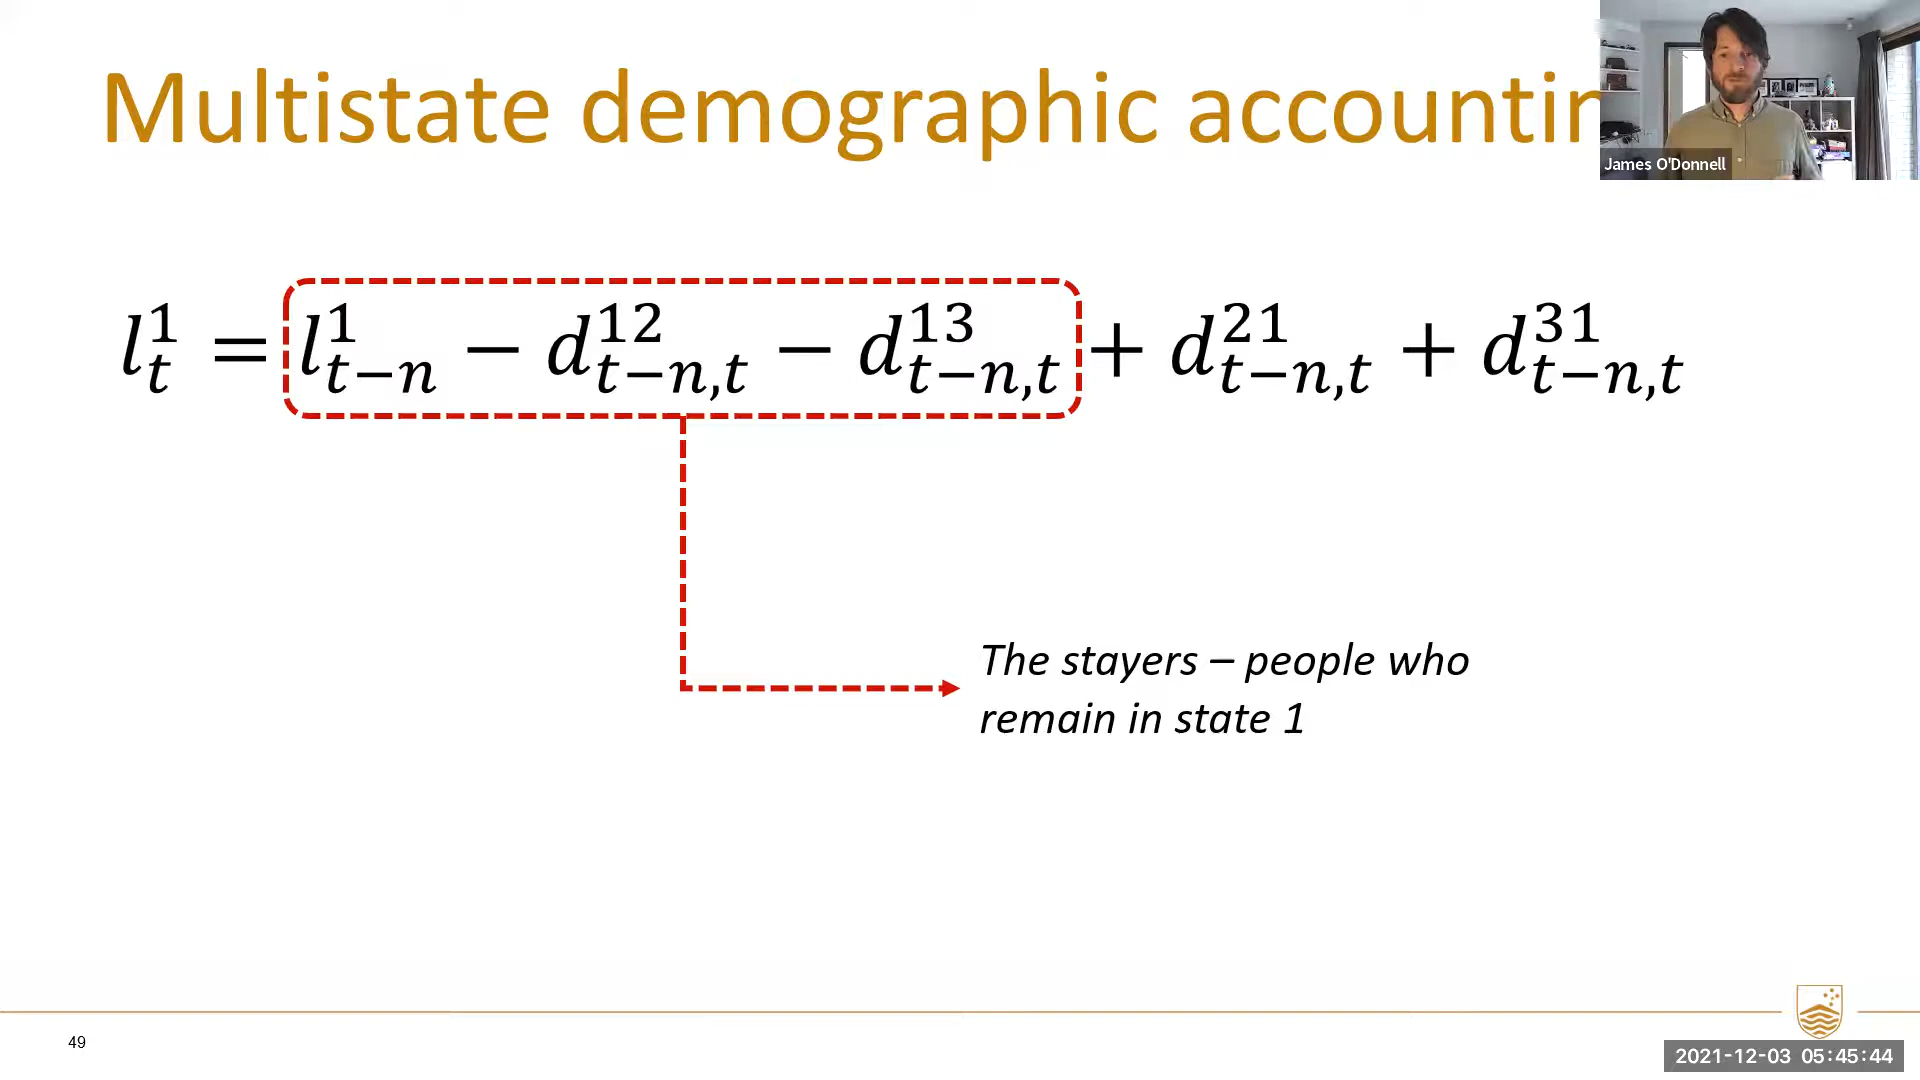 Multistate demographic accountin
James O'Donnell
l_t^1 = l_{t−n}^1 − d_{t−n,t}^{12} − d_{t−n,t}^{13} + d_{t−n,t}^{21} + d_{t−n,t}^{31}
The stayers – people who
remain in state 1
49
2021-12-03 05:45:44